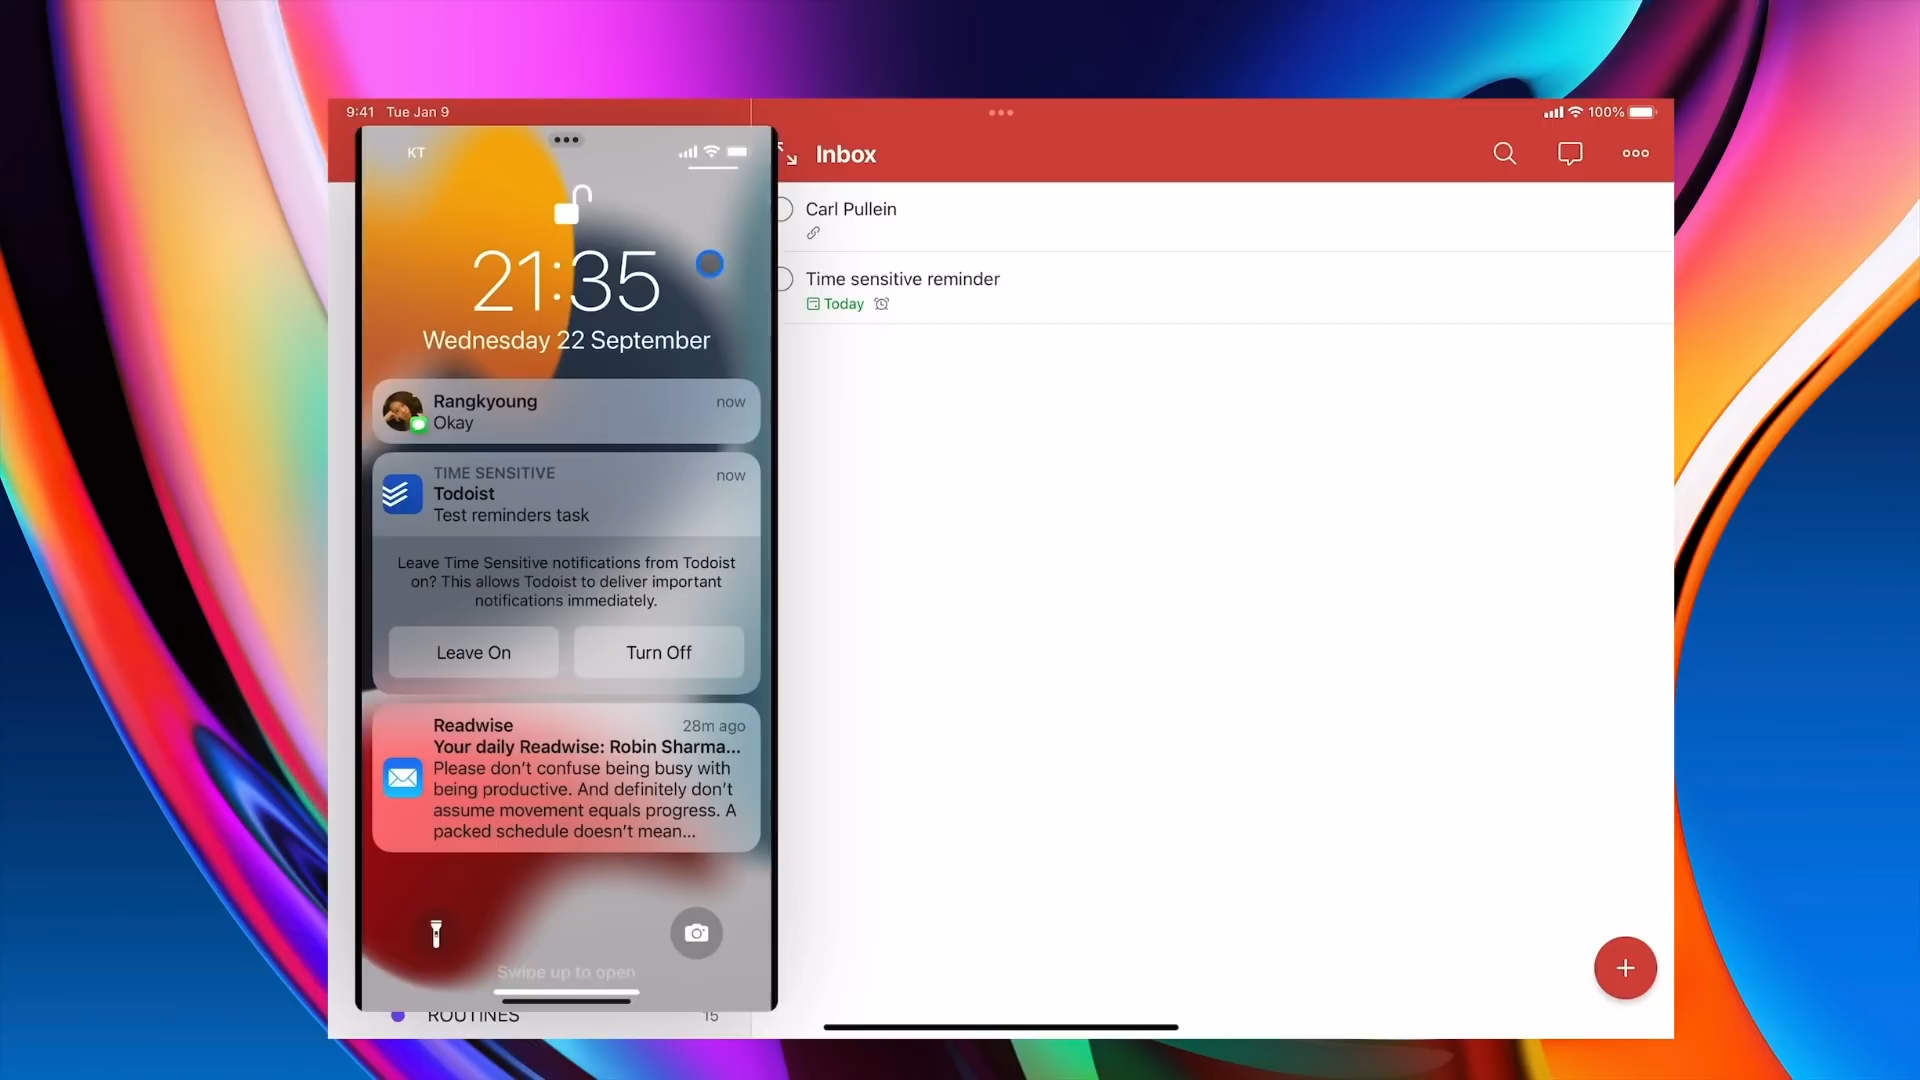 9:41 Tue Jan 9
100%
KT
Inbox
21:35
Wednesday 22 September
Rangkyoung
now
Okay
TIME SENSITIVE
now
Todoist
Test reminders task
Leave Time Sensitive notifications from Todoist
on? This allows Todoist to deliver important
notifications immediately.
Leave On
Turn Off
Readwise
28m ago
Your daily Readwise: Robin Sharma...
Please don't confuse being busy with
being productive. And definitely don't
assume movement equals progress. A
packed schedule doesn't mean...
Swipe up to open
ROUTINES
15
Carl Pullein
Time sensitive reminder
Today